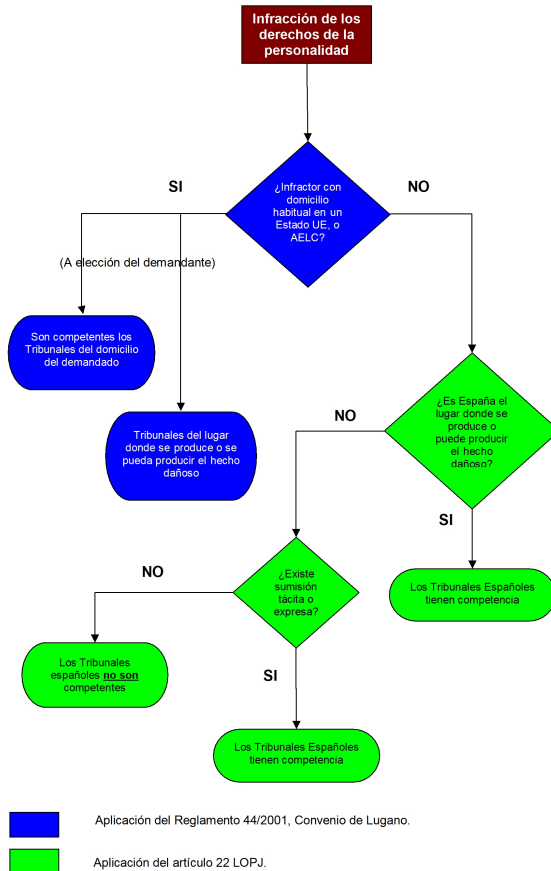 Infracción de los
derechos de la
personalidad
SI
NO
¿Infractor con
domicilio
habitual en un
Estado UE, o
AELC?
(A elección del demandante)
Son competentes los
Tribunales del domicilio
del demandado
Tribunales del lugar
donde se produce o se
pueda producir el hecho
dañoso
NO
¿Es España el
lugar donde se
produce o
puede producir
el hecho
dañoso?
SI
Los Tribunales Españoles
tienen competencia
NO
¿Existe
sumisión
tácita o
expresa?
Los Tribunales
españoles no son
competentes
SI
Los Tribunales Españoles
tienen competencia
Aplicación del Reglamento 44/2001, Convenio de Lugano.
Aplicación del artículo 22 LOPJ.